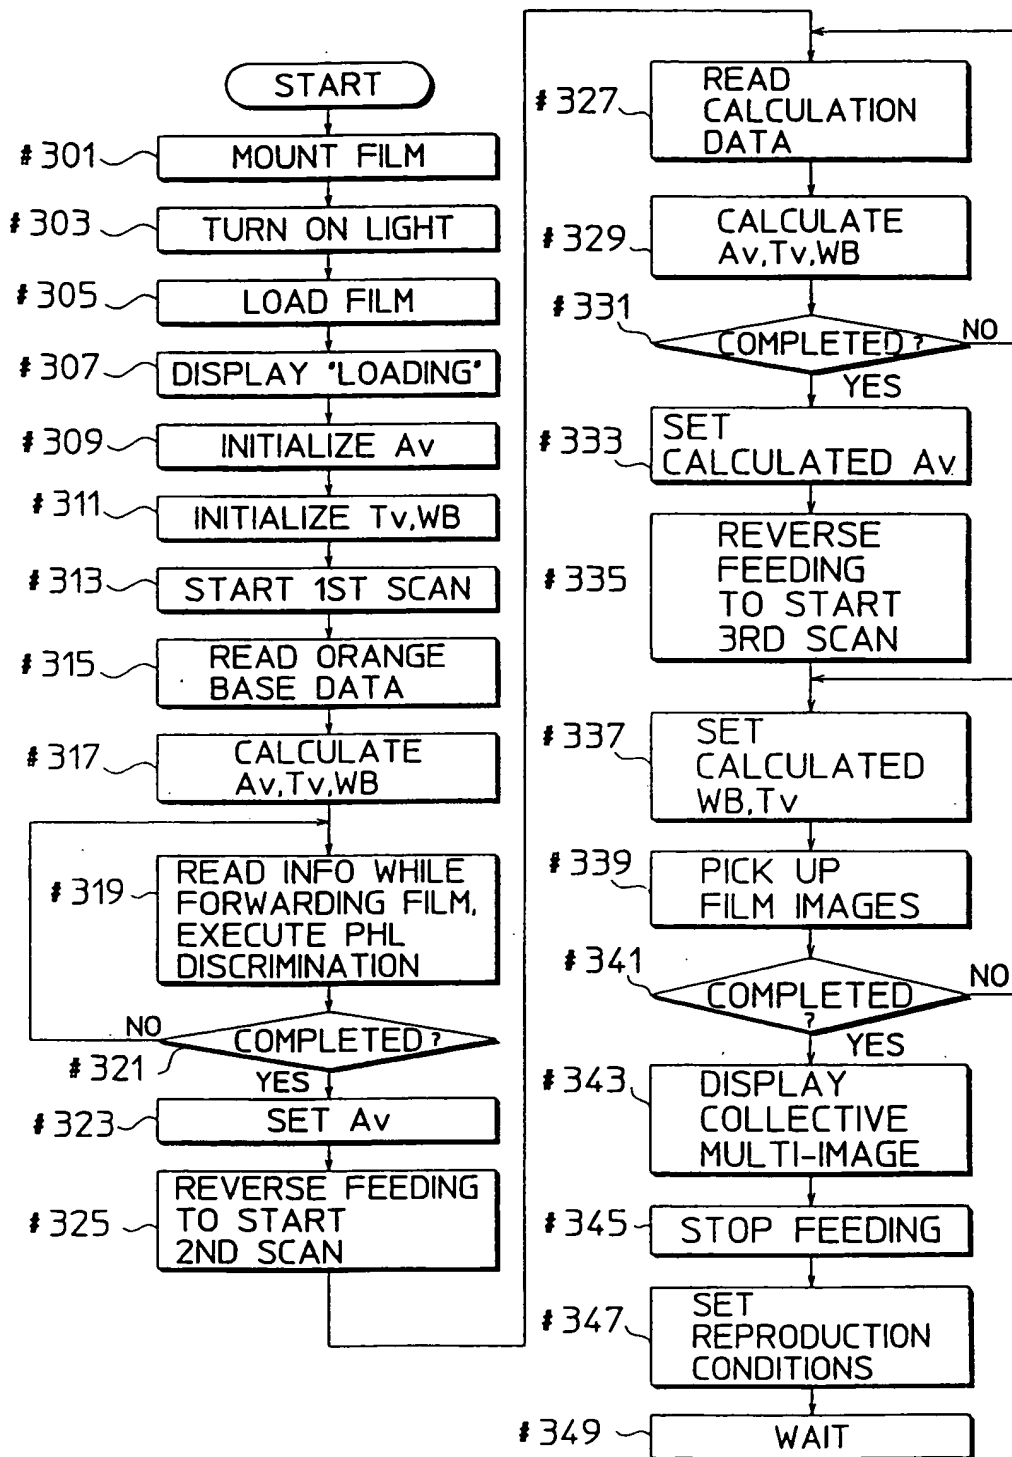 START
#301
MOUNT FILM
#303
TURN ON LIGHT
#305
LOAD FILM
#307
DISPLAY "LOADING"
#309
INITIALIZE Av
#311
INITIALIZE Tv,WB
#313
START 1ST SCAN
#315
READ ORANGE
BASE DATA
#317
CALCULATE
Av,Tv,WB
#319
READ INFO WHILE
FORWARDING FILM,
EXECUTE PHL
DISCRIMINATION
NO
COMPLETED?
#321
YES
#323
SET Av
#325
REVERSE FEEDING
TO START
2ND SCAN
#327
READ
CALCULATION
DATA
#329
CALCULATE
Av,Tv,WB
#331
COMPLETED?
NO
YES
#333
SET
CALCULATED Av
#335
REVERSE
FEEDING
TO START
3RD SCAN
#337
SET
CALCULATED
WB,Tv
#339
PICK UP
FILM IMAGES
#341
COMPLETED
?
NO
YES
#343
DISPLAY
COLLECTIVE
MULTI-IMAGE
#345
STOP FEEDING
#347
SET
REPRODUCTION
CONDITIONS
#349
WAIT